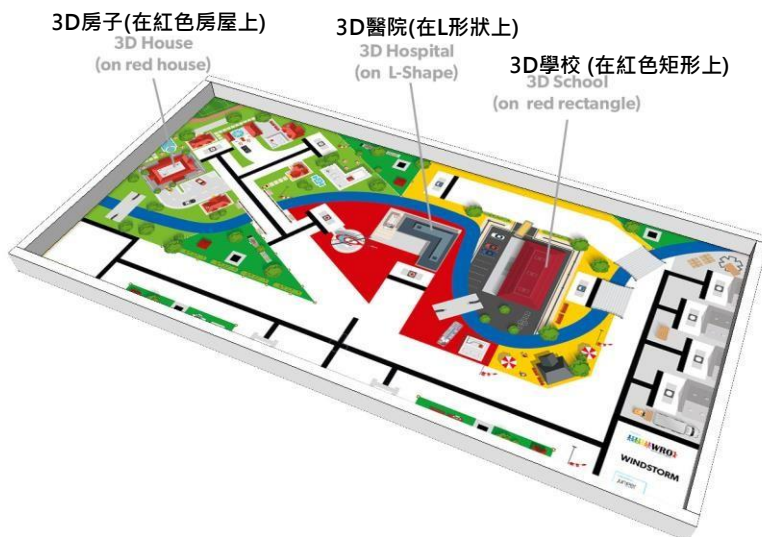 3D房子(在紅色房屋上)
3D House
(on red house)
3D醫院(在L形狀上)
3D Hospital
(on L-Shape)
3D學校 (在紅色矩形上)
3D School
(on red rectangle)
WRO
WINDSTORM